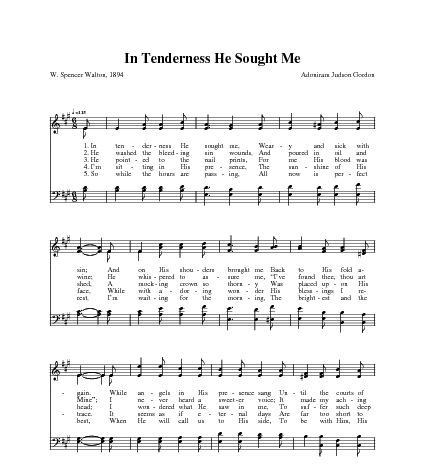 In Tenderness He Sought Me
W. Spencer Walton, 1894
Adoniram Judson Gordon
1. In ten - der- ness He sought me, Wear - y and sick with
2. He washed the bleed- ing sin wounds, And poured in oil and
3. He point - ed to the nail prints, For me His blood was
4. I'm sit - ting in His pres - ence, The sun - shine of His
5. So while the hours are pass - ing, All now is per - fect
sin; And on His shou - ders brought me Back to His fold a-
wine; He whis - pered to as - sure me, "I've found thee, thou art
shed, A mock - ing crown so thorn - y Was placed up - on His
face, While with a - dor - ing won - der His bless - ings I re-
rest, I'm wait - ing for the morn - ing, The bright - est and the
- gain. While an - gels in His pre - sence sang Un - til the courts of
Mine"; I ne - ver heard a sweet- er voice; It made my ach - ing
head; I won - dered what He saw in me, To suf - fer such deep
trace. It seems as if e - ter - nal days Are far too short to
best, When He will call us to His side, To be with Him, His